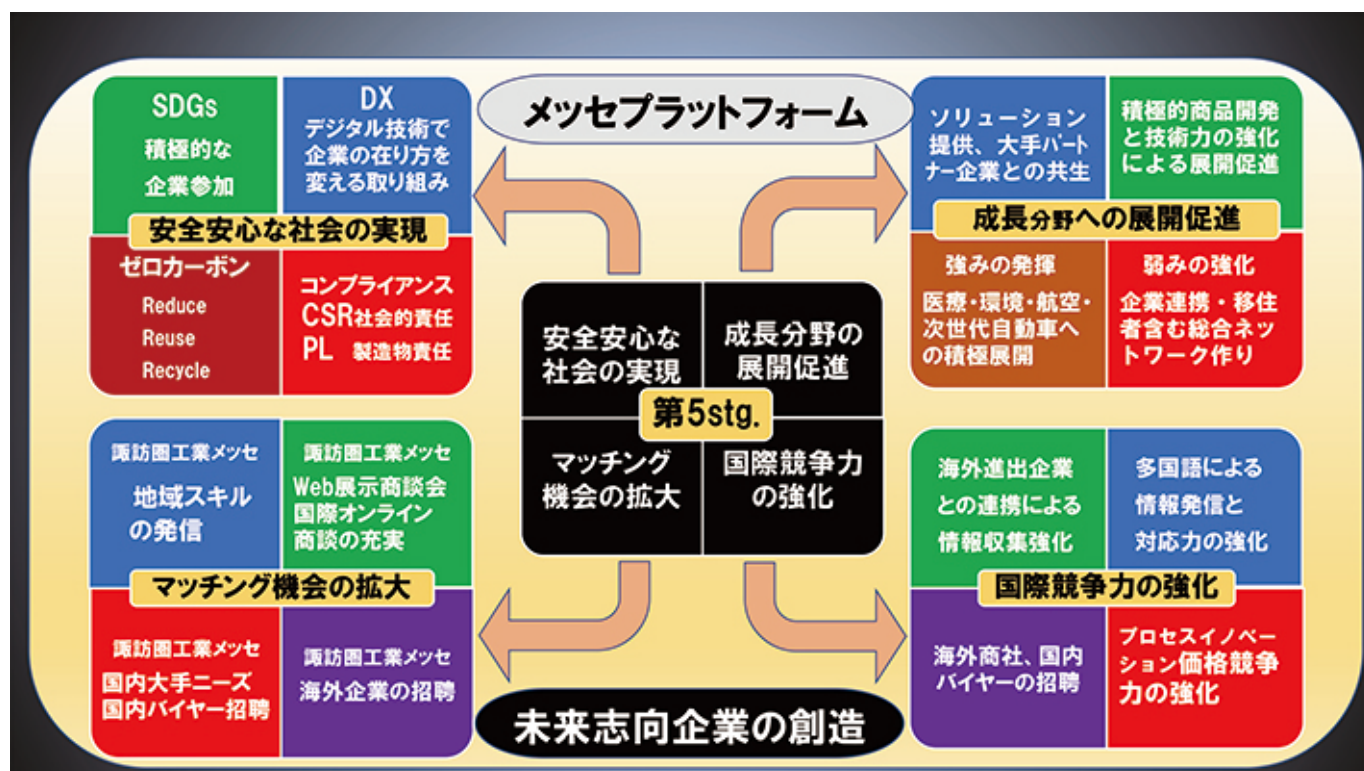 メッセプラットフォーム
SDGs
積極的な
企業参加
DX
デジタル技術で
企業の在り方を
変える取り組み
安全安心な社会の実現
ゼロカーボン
Reduce
Reuse
Recycle
コンプライアンス
CSR社会的責任
PL 製造物責任
ソリューション
提供、大手パート
ナー企業との共生
積極的商品開発
と技術力の強化
による展開促進
成長分野への展開促進
強みの発揮
医療・環境・航空・
次世代自動車へ
の積極展開
弱みの強化
企業連携・移住
者含む総合ネッ
トワーク作り
安全安心な
社会の実現
成長分野の
展開促進
第5stg.
マッチング
機会の拡大
国際競争力
の強化
諏訪圏工業メッセ
地域スキル
の発信
諏訪圏工業メッセ
Web展示商談会
国際オンライン
商談の充実
マッチング機会の拡大
諏訪圏工業メッセ
国内大手ニーズ
国内バイヤー招聘
諏訪圏工業メッセ
海外企業の招聘
海外進出企業
との連携による
情報収集強化
多国語による
情報発信と
対応力の強化
国際競争力の強化
海外商社、国内
バイヤーの招聘
プロセスイノベー
ション価格競争
力の強化
未来志向企業の創造